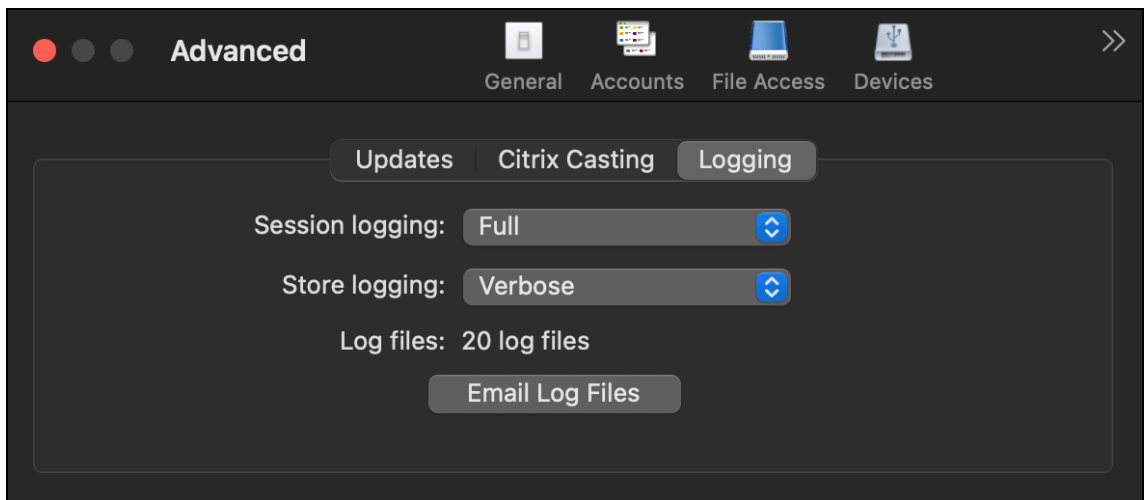 Advanced
General Accounts File Access Devices
Updates Citrix Casting Logging
Session logging: Full
Store logging: Verbose
Log files: 20 log files
Email Log Files